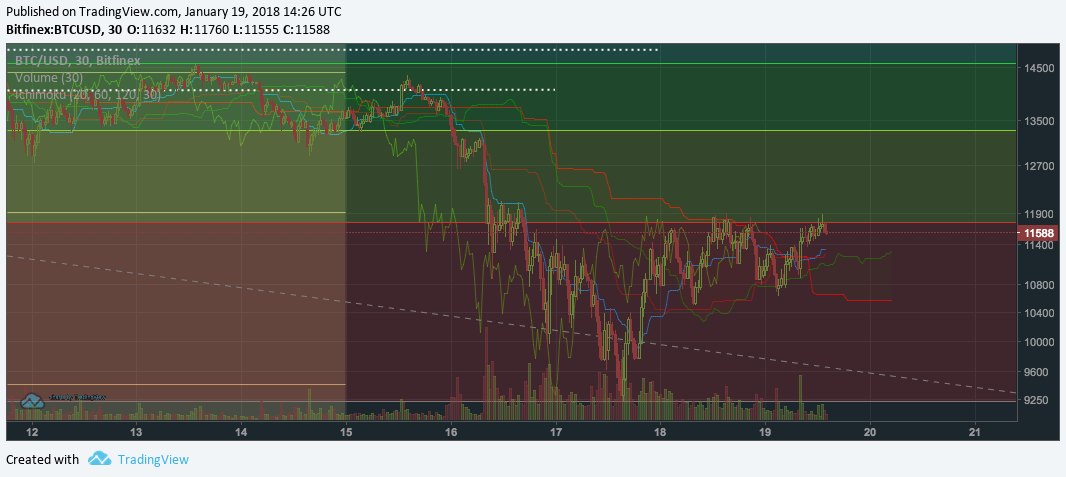 Published on TradingView.com, January 19, 2018 14:26 UTC
Bitfinex:BTCUSD, 30 O:11632 H:11760 L:11555 C:11588
BTC/USD, 30, Bitfinex
Volume (30)
Ichimoku (20, 60, 120, 30)
14500
13500
12700
11900
11588
11400
10800
10400
10000
9600
9250
12 13 14 15 16 17 18 19 20 21
Created with TradingView